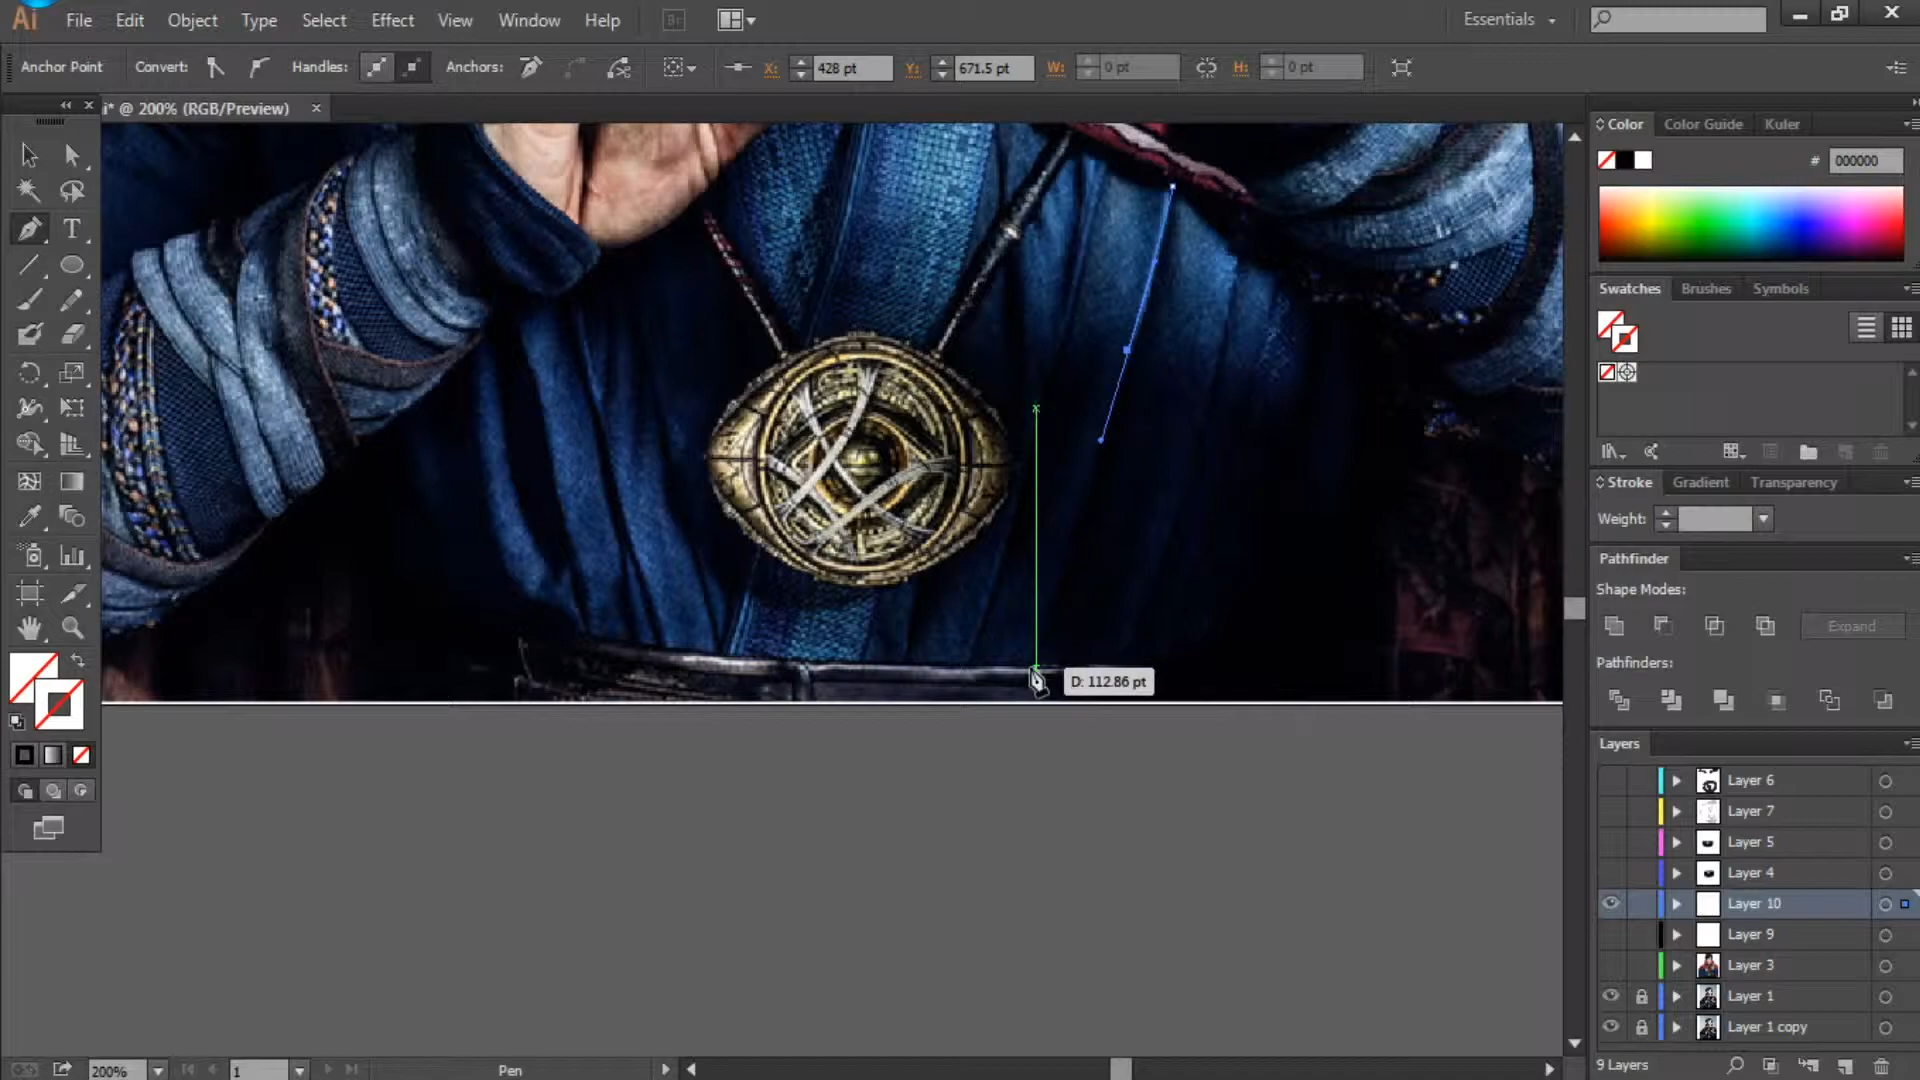 Ai File Edit Object Type Select Effect View Window Help Br Essentials
Anchor Point Convert: Handles: Anchors: X: 428 pt Y: 671.5 pt W: 0 pt H: 0 pt
i* @ 200% (RGB/Preview)
Color Color Guide Kuler
# 000000
Swatches Brushes Symbols
Stroke Gradient Transparency
Weight:
Pathfinder
Shape Modes:
Expand
Pathfinders:
D: 112.86 pt
Layers
Layer 6
Layer 7
Layer 5
Layer 4
Layer 10
Layer 9
Layer 3
Layer 1
Layer 1 copy
9 Layers
200% 1 Pen